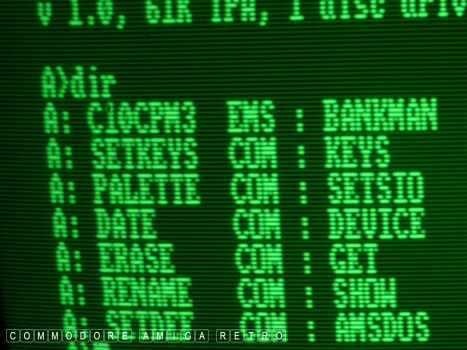 v 1.0, 61K TPA, 1 disc driv
A>dir
A: C10CPM3 EMS : BANKMAN
A: SETKEYS COM : KEYS
A: PALETTE COM : SETSIO
A: DATE COM : DEVICE
A: ERASE COM : GET
A: RENAME COM : SHOW
A: SETDEF COM : AMSDOS
COMMODORE AMIGA RETRO